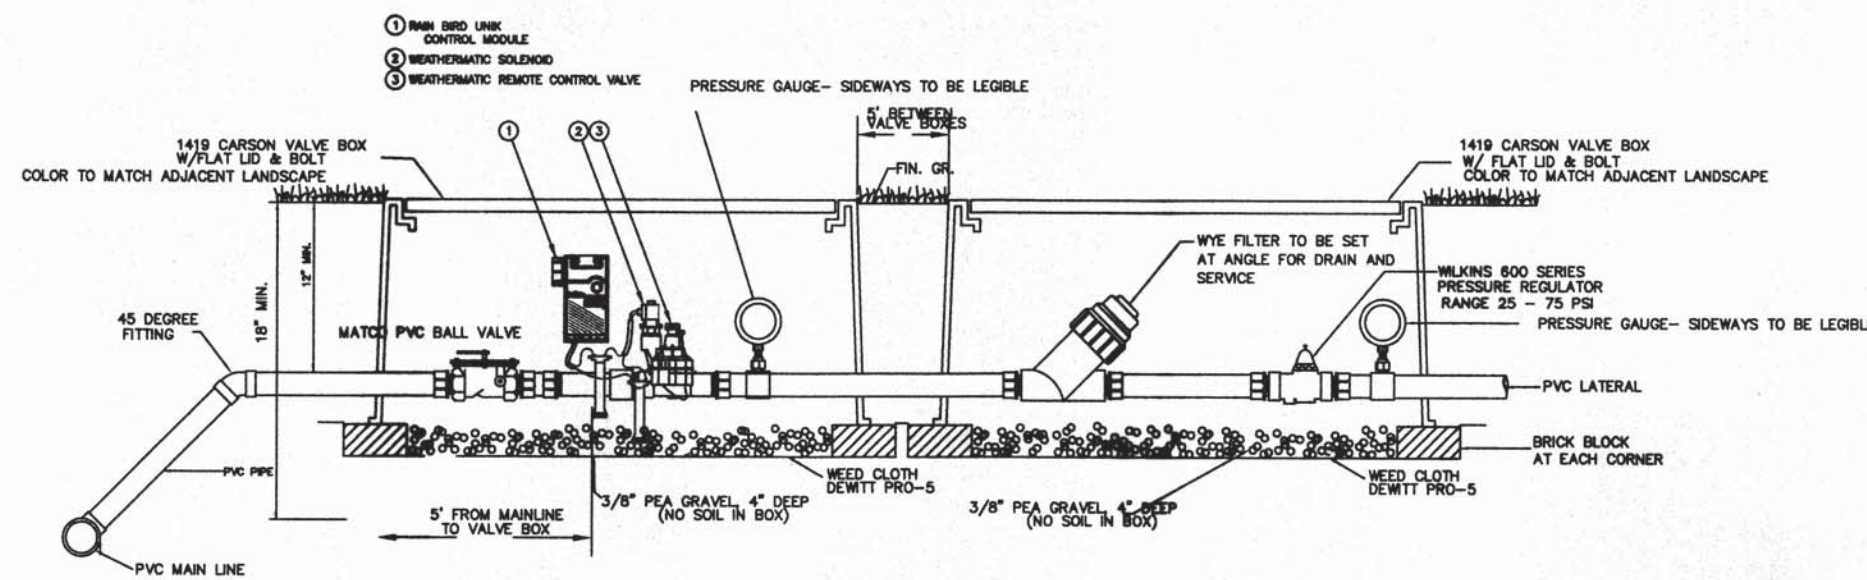 ① RAIN BIRD UNIK
CONTROL MODULE
② WEATHERMATIC SOLENOID
③ WEATHERMATIC REMOTE CONTROL VALVE
PRESSURE GAUGE- SIDEWAYS TO BE LEGIBLE
5' BETWEEN
VALVE BOXES
① ② ③
1419 CARSON VALVE BOX
W/FLAT LID & BOLT
COLOR TO MATCH ADJACENT LANDSCAPE
FIN. GR.
1419 CARSON VALVE BOX
W/ FLAT LID & BOLT
COLOR TO MATCH ADJACENT LANDSCAPE
12" MIN.
18" MIN.
WYE FILTER TO BE SET
AT ANGLE FOR DRAIN AND
SERVICE
WILKINS 600 SERIES
PRESSURE REGULATOR
RANGE 25 - 75 PSI
45 DEGREE
FITTING
MATCO PVC BALL VALVE
PRESSURE GAUGE- SIDEWAYS TO BE LEGIBLE
PVC LATERAL
BRICK BLOCK
AT EACH CORNER
PVC PIPE
WEED CLOTH
DEWITT PRO-5
WEED CLOTH
DEWITT PRO-5
3/8" PEA GRAVEL, 4" DEEP
(NO SOIL IN BOX)
3/8" PEA GRAVEL, 4" DEEP
(NO SOIL IN BOX)
5' FROM MAINLINE
TO VALVE BOX
PVC MAIN LINE